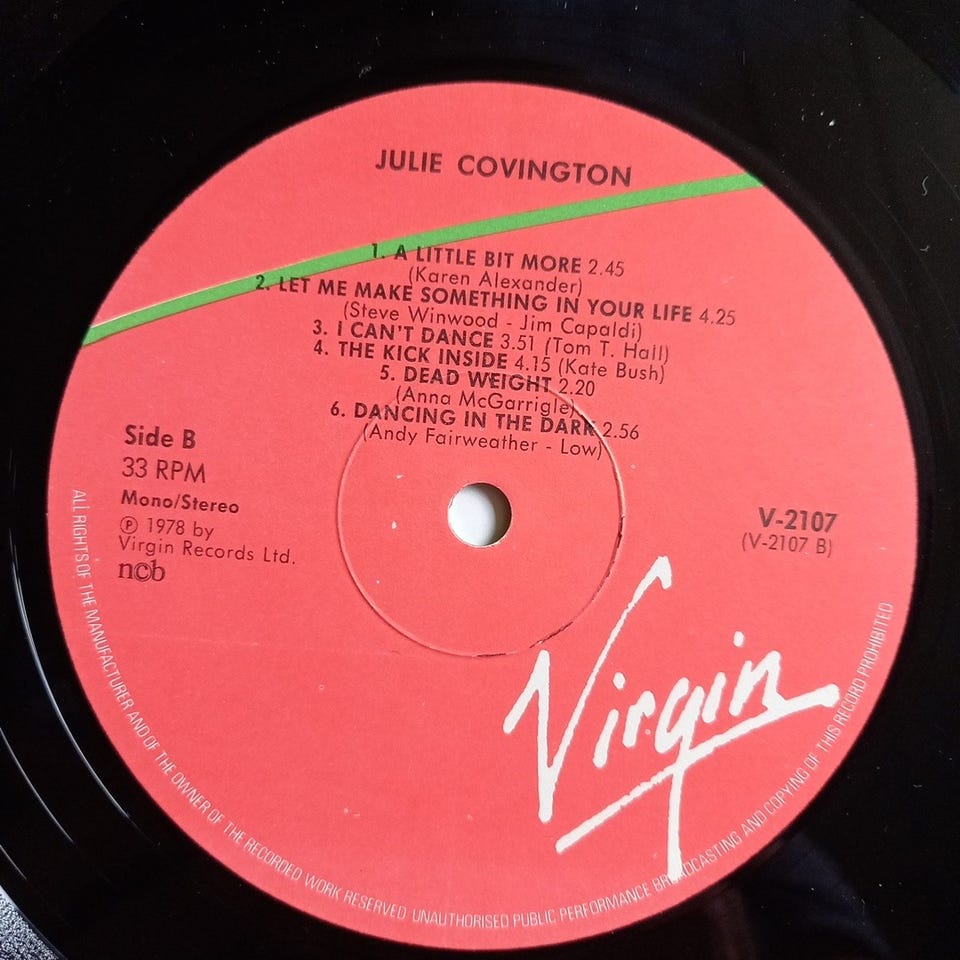 JULIE COVINGTON
1. A LITTLE BIT MORE 2.45
(Karen Alexander)
2. LET ME MAKE SOMETHING IN YOUR LIFE 4.25
(Steve Winwood - Jim Capaldi)
3. I CAN'T DANCE 3.51 (Tom T. Hall)
4. THE KICK INSIDE 4.15 (Kate Bush)
5. DEAD WEIGHT 2.20
(Anna McGarrigle)
6. DANCING IN THE DARK 2.56
(Andy Fairweather - Low)
Side B
33 RPM
Mono/Stereo
Ⓟ 1978 by
Virgin Records Ltd.
n©b
V-2107
(V-2107 B)
Virgin
ALL RIGHTS OF THE MANUFACTURER AND OF THE OWNER OF THE RECORDED WORK RESERVED UNAUTHORISED PUBLIC PERFORMANCE BROADCASTING AND COPYING OF THIS RECORD PROHIBITED